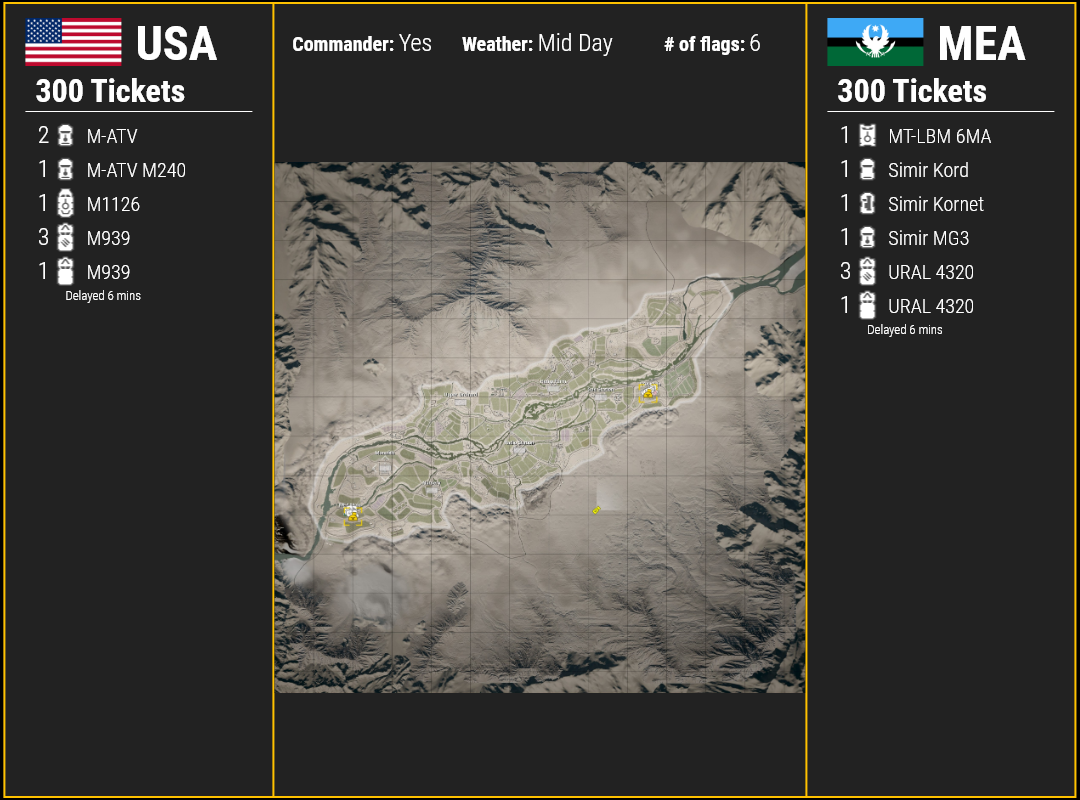 USA
300 Tickets
2 M-ATV
1 M-ATV M240
1 M1126
3 M939
1 M939
Delayed 6 mins
Commander: Yes Weather: Mid Day # of flags: 6
MEA
300 Tickets
1 MT-LBM 6MA
1 Simir Kord
1 Simir Kornet
1 Simir MG3
3 URAL 4320
1 URAL 4320
Delayed 6 mins